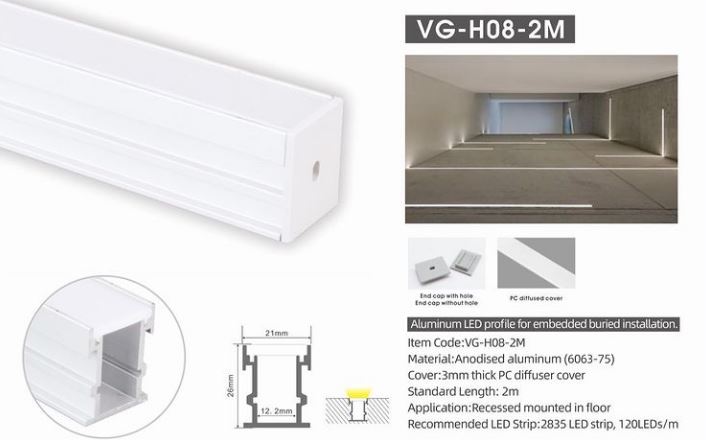 VG-H08-2M
End cap with hole
End cap without hole
PC diffused cover
Aluminum LED profile for embedded buried installation.
Item Code:VG-H08-2M
Material:Anodised aluminum (6063-75)
Cover:3mm thick PC diffuser cover
Standard Length: 2m
Application:Recessed mounted in floor
Recommended LED Strip:2835 LED strip, 120LEDs/m
21mm
26mm
12.2mm